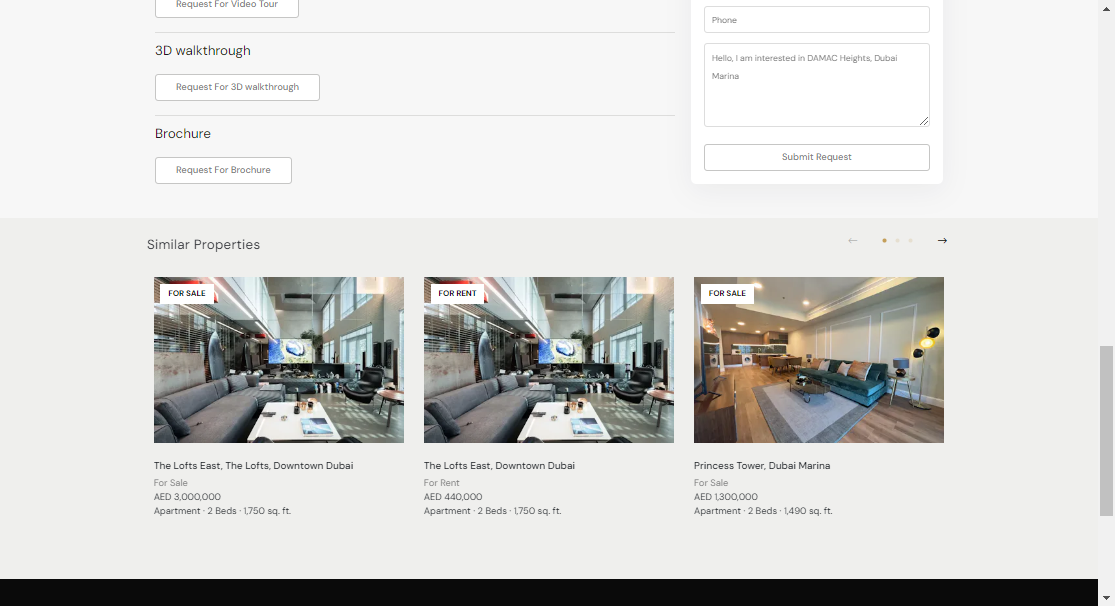 Request For Video Tour
3D walkthrough
Request For 3D walkthrough
Brochure
Request For Brochure
Phone
Hello, I am interested in DAMAC Heights, Dubai
Marina
Submit Request
Similar Properties
FOR SALE
The Lofts East, The Lofts, Downtown Dubai
For Sale
AED 3,000,000
Apartment · 2 Beds · 1,750 sq. ft.
FOR RENT
The Lofts East, Downtown Dubai
For Rent
AED 440,000
Apartment · 2 Beds · 1,750 sq. ft.
FOR SALE
Princess Tower, Dubai Marina
For Sale
AED 1,300,000
Apartment · 2 Beds · 1,490 sq. ft.